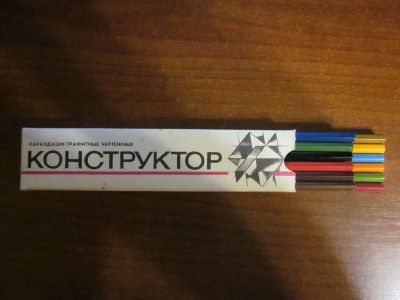 КАРАНДАШИ ГРАФИТНЫЕ ЧЕРТЕЖНЫЕ
КОНСТРУКТОР